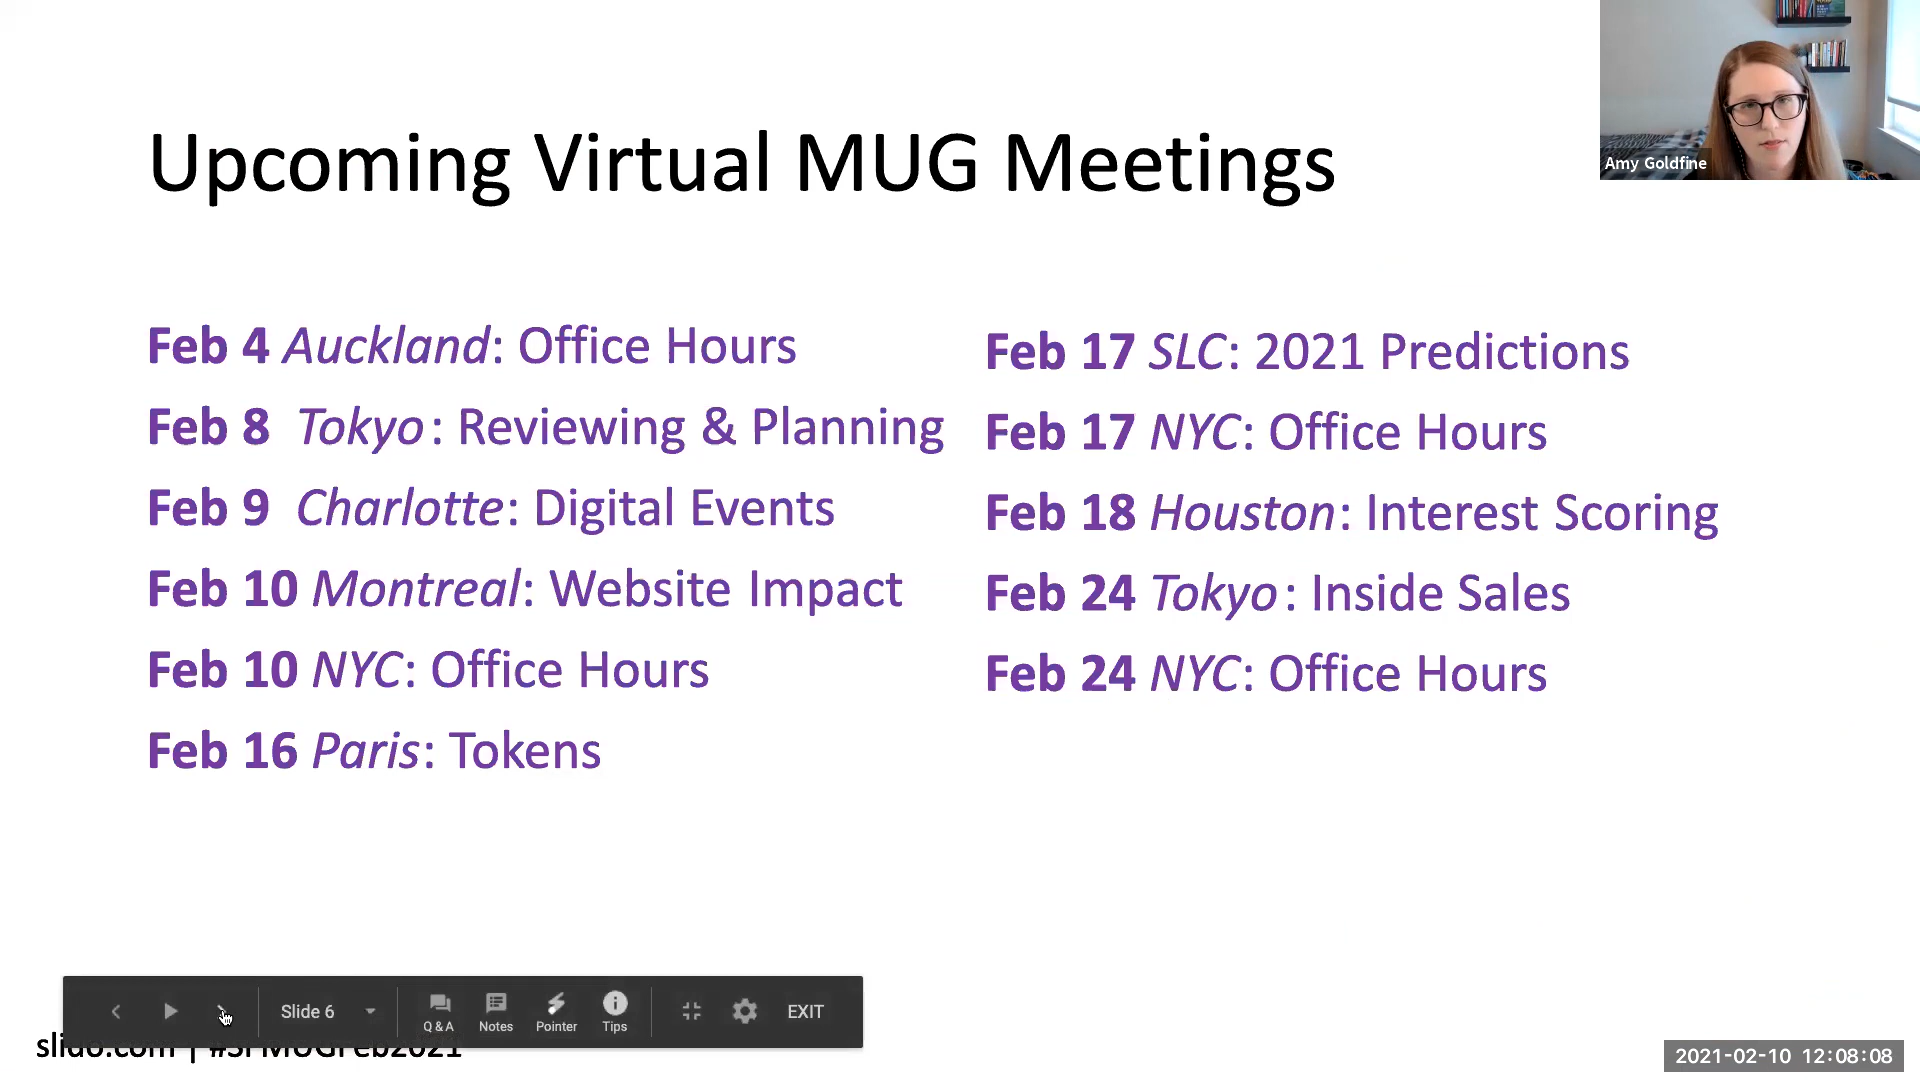 Upcoming Virtual MUG Meetings
Amy Goldfine
Feb 4 Auckland: Office Hours
Feb 8 Tokyo: Reviewing & Planning
Feb 9 Charlotte: Digital Events
Feb 10 Montreal: Website Impact
Feb 10 NYC: Office Hours
Feb 16 Paris: Tokens
Feb 17 SLC: 2021 Predictions
Feb 17 NYC: Office Hours
Feb 18 Houston: Interest Scoring
Feb 24 Tokyo: Inside Sales
Feb 24 NYC: Office Hours
Slide 6
Q & A
Notes
Pointer
Tips
EXIT
slido.com | #SFMUGFeb2021
2021-02-10 12:08:08